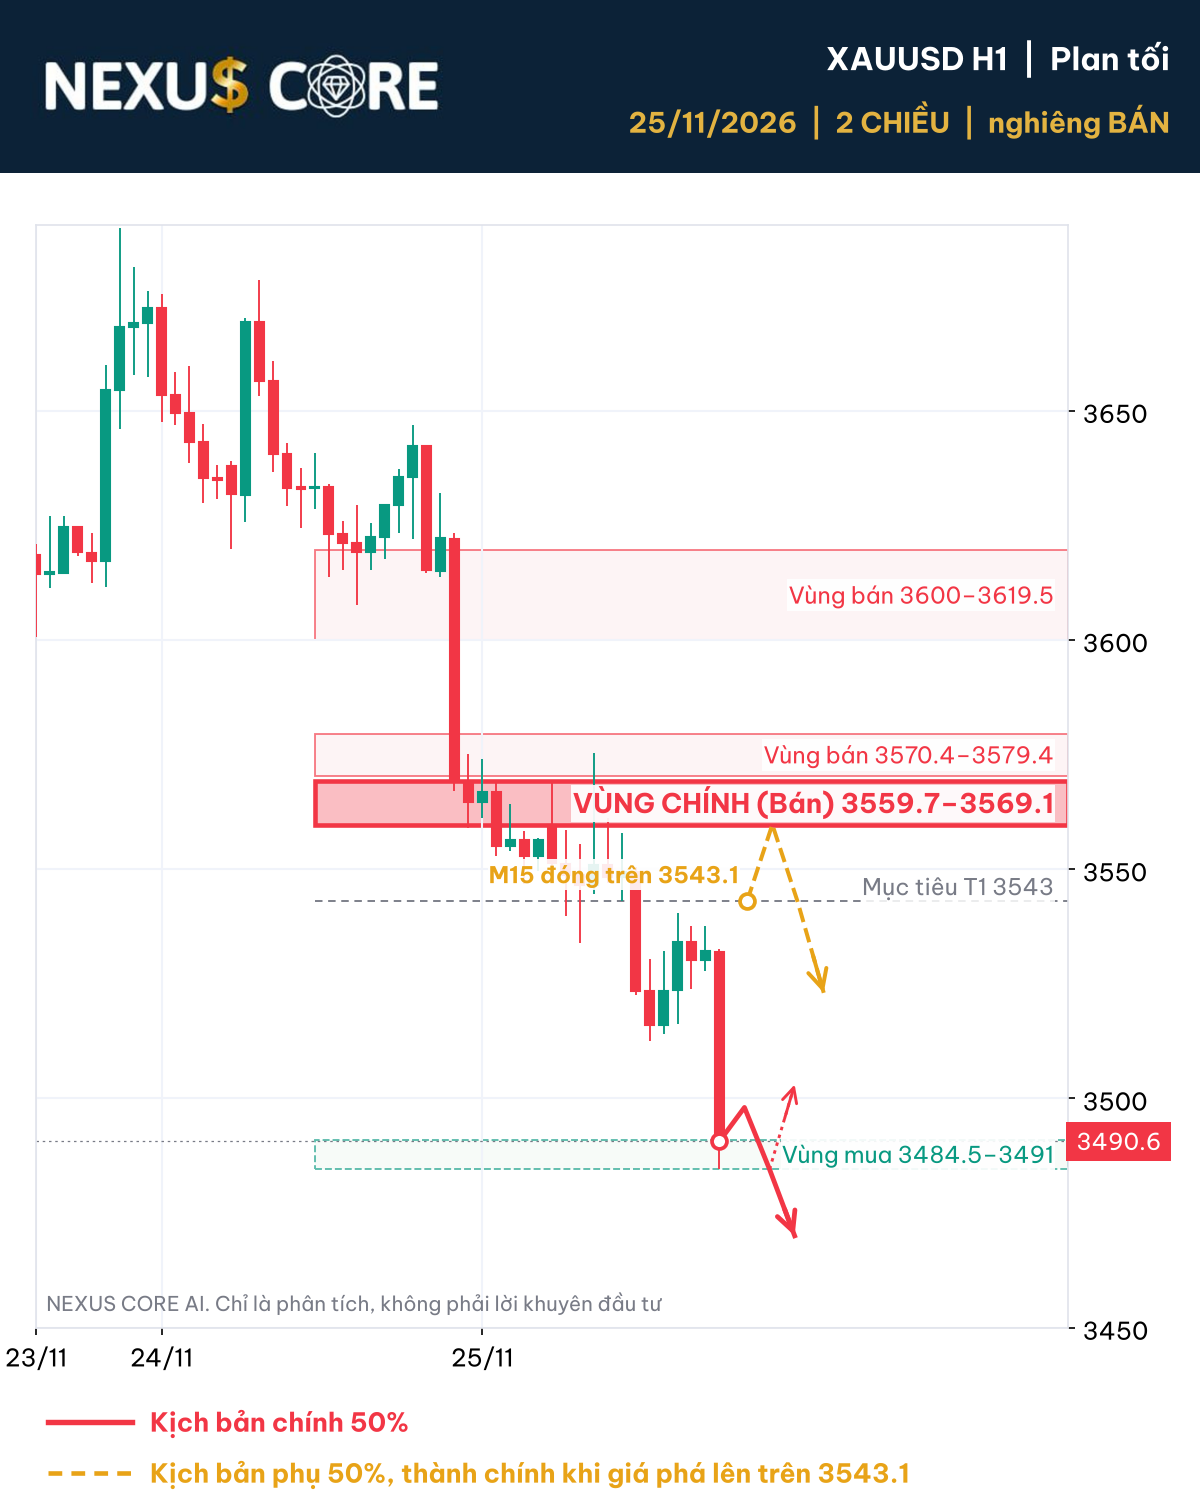 NEXU$ CORE
XAUUSD H1 | Plan tối
25/11/2026 | 2 CHIỀU | nghiêng BÁN
3650
Vùng bán 3600–3619.5
3600
Vùng bán 3570.4–3579.4
VÙNG CHÍNH (Bán) 3559.7–3569.1
M15 đóng trên 3543.1
3550
Mục tiêu T1 3543
3500
3490.6
Vùng mua 3484.5–3491
NEXUS CORE AI. Chỉ là phân tích, không phải lời khuyên đầu tư
3450
23/11 24/11 25/11
Kịch bản chính 50%
Kịch bản phụ 50%, thành chính khi giá phá lên trên 3543.1